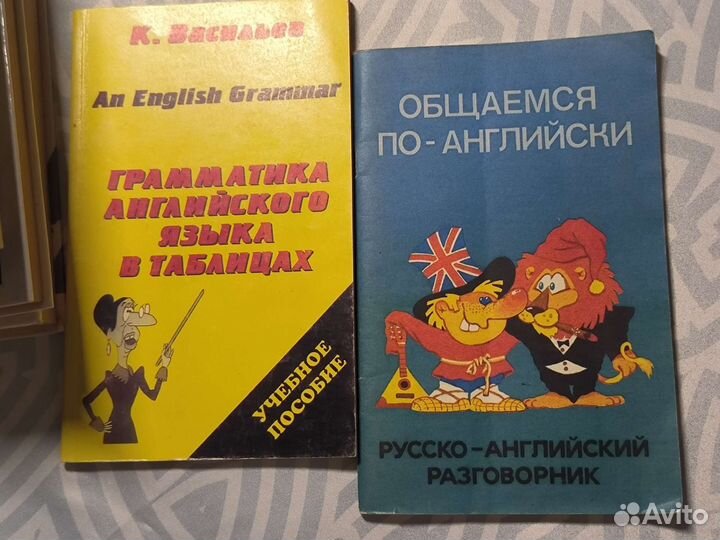 К. Васильев
An English Grammar
ГРАММАТИКА
АНГЛИЙСКОГО
ЯЗЫКА
В ТАБЛИЦАХ
УЧЕБНОЕ
ПОСОБИЕ
ОБЩАЕМСЯ
ПО-АНГЛИЙСКИ
РУССКО-АНГЛИЙСКИЙ
РАЗГОВОРНИК
Avito